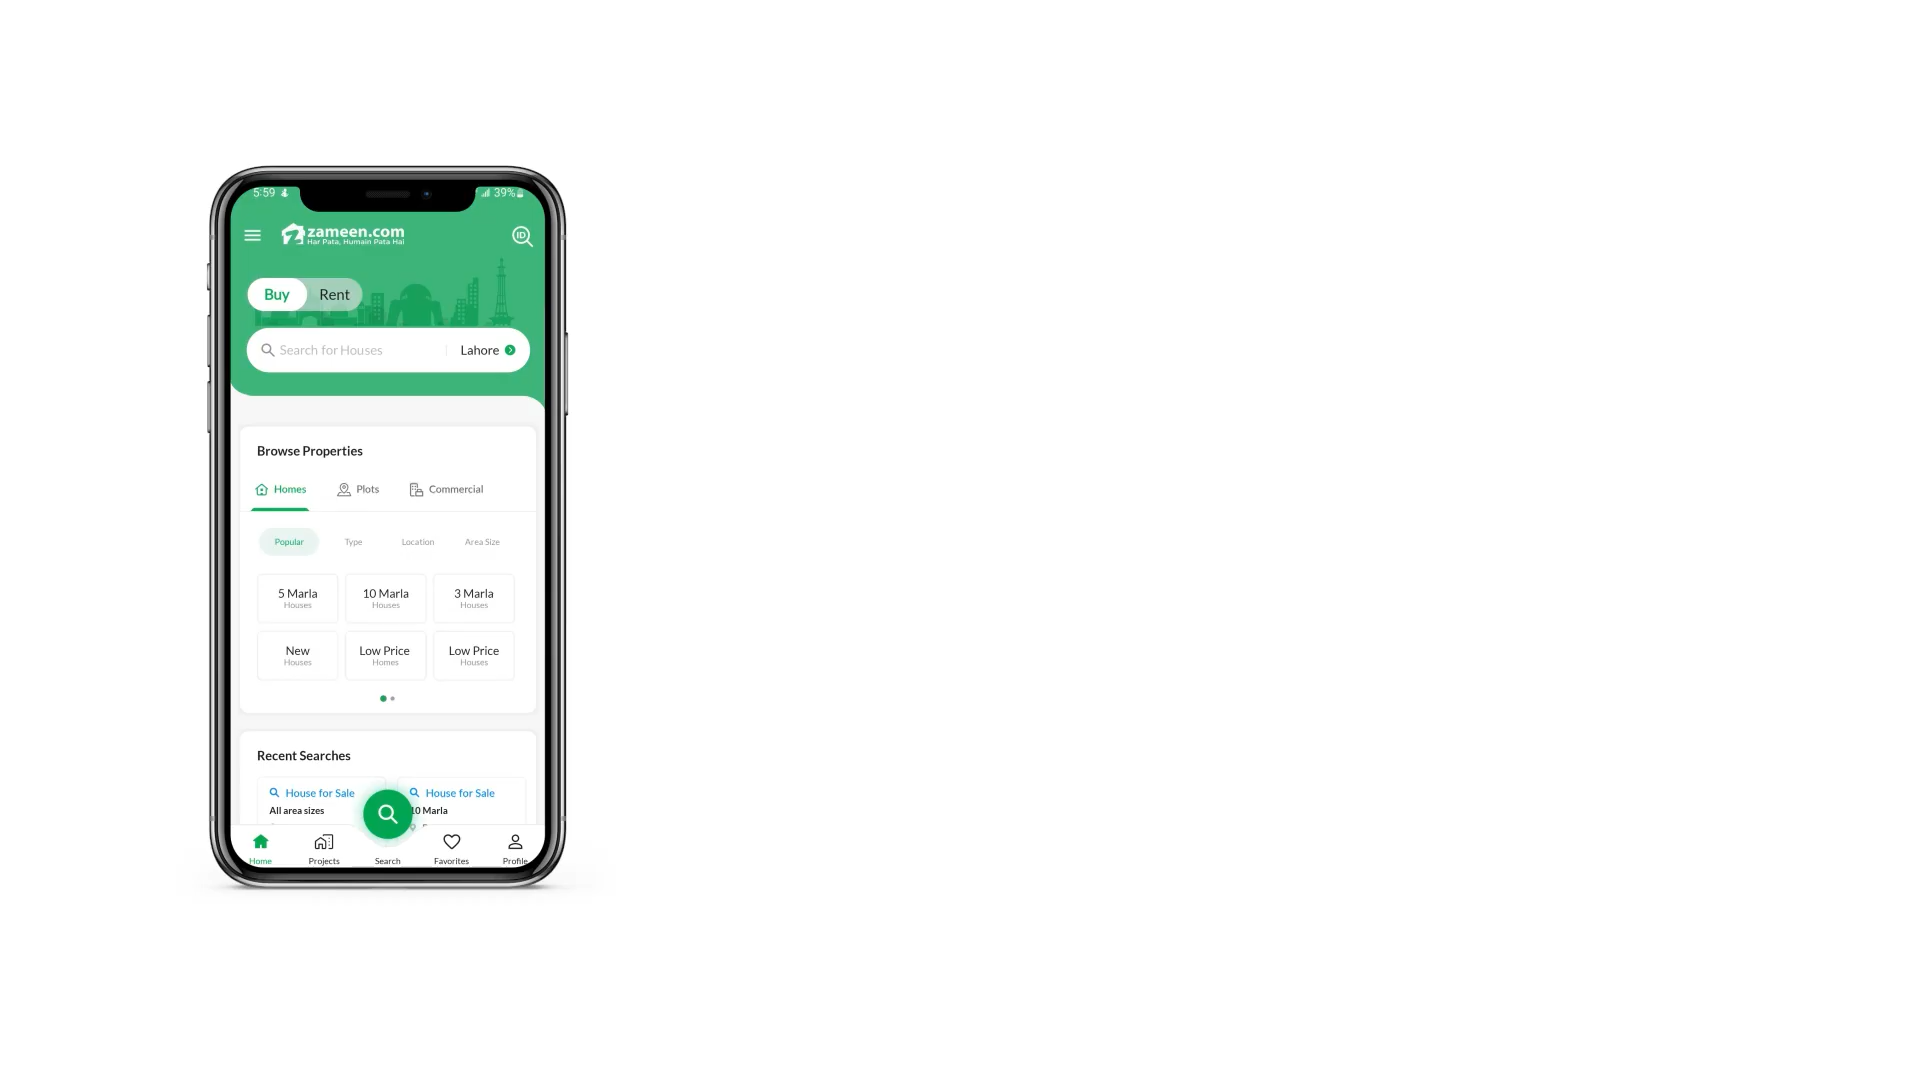 5:59 39%
zameen.com
Har Pata, Humain Pata Hai
ID
Buy Rent
Search for Houses Lahore
Browse Properties
Homes Plots Commercial
Popular Type Location Area Size
5 Marla 10 Marla 3 Marla
Houses Houses Houses
New Low Price Low Price
Houses Homes Houses
Recent Searches
House for Sale House for Sale
All area sizes 10 Marla
Home Projects Search Favorites Profile